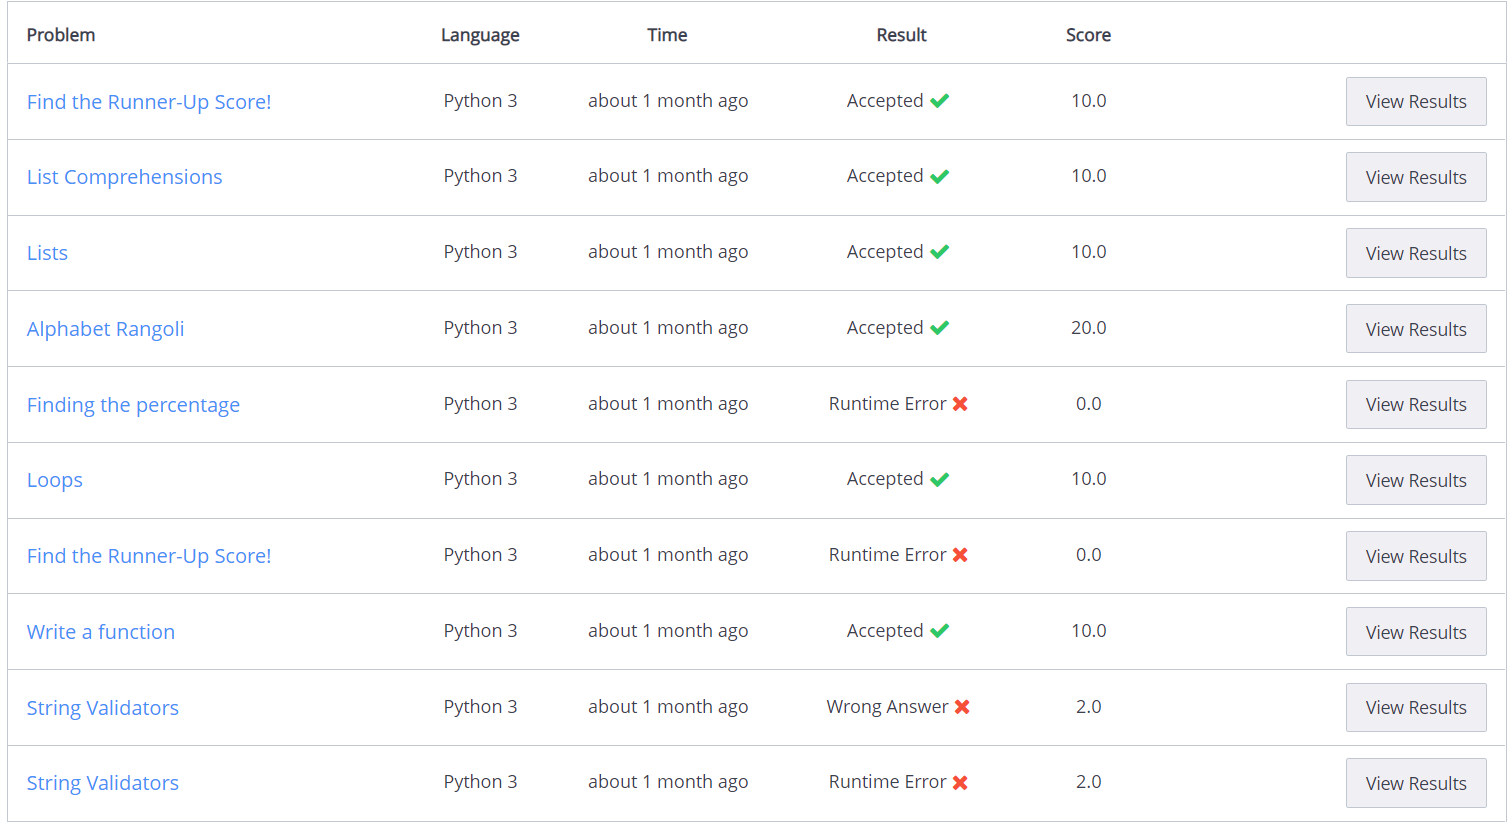 Problem Language Time Result Score
Find the Runner-Up Score! Python 3 about 1 month ago Accepted 10.0 View Results
List Comprehensions Python 3 about 1 month ago Accepted 10.0 View Results
Lists Python 3 about 1 month ago Accepted 10.0 View Results
Alphabet Rangoli Python 3 about 1 month ago Accepted 20.0 View Results
Finding the percentage Python 3 about 1 month ago Runtime Error 0.0 View Results
Loops Python 3 about 1 month ago Accepted 10.0 View Results
Find the Runner-Up Score! Python 3 about 1 month ago Runtime Error 0.0 View Results
Write a function Python 3 about 1 month ago Accepted 10.0 View Results
String Validators Python 3 about 1 month ago Wrong Answer 2.0 View Results
String Validators Python 3 about 1 month ago Runtime Error 2.0 View Results